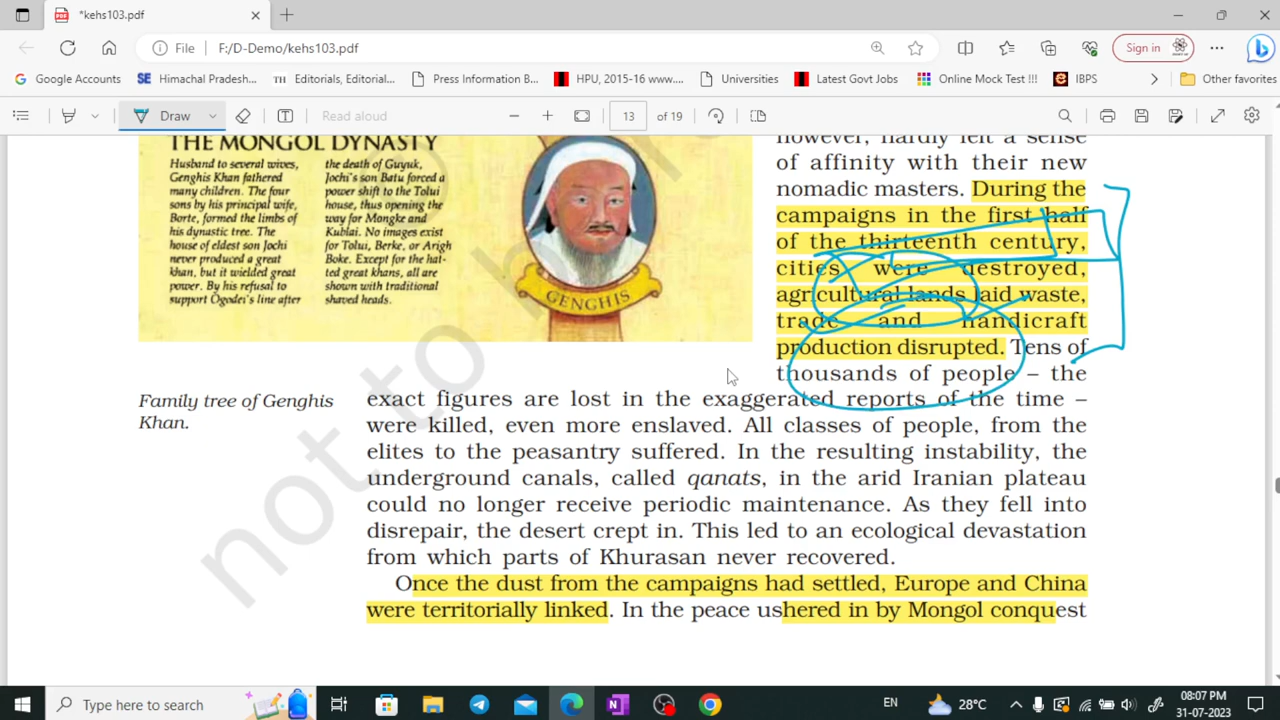 *kehs103.pdf
File
F:/D-Demo/kehs103.pdf
Sign in
Google Accounts
SE Himachal Pradesh...
TH Editorials, Editorial...
Press Information B...
HPU, 2015-16 www....
Universities
Latest Govt Jobs
Online Mock Test !!!
IBPS
Other favorites
Draw
Read aloud
13 of 19
THE MONGOL DYNASTY
Husband to several wives,
Genghis Khan fathered
many children. The four
sons by his principal wife,
Borte, formed the limbs of
his dynastic tree. The
house of eldest son Jochi
never produced a great
khan, but it wielded great
power. By his refusal to
support Ogodei's line after
the death of Guyuk,
Jochi's son Batu forced a
power shift to the Tolui
house, thus opening the
way for Mongke and
Kublai. No images exist
for Tolui, Berke, or Arigh
Boke. Except for the hat-
ted great khans, all are
shown with traditional
shaved heads.
GENGHIS
Family tree of Genghis
Khan.
however, hardly felt a sense
of affinity with their new
nomadic masters. During the
campaigns in the first half
of the thirteenth century,
cities were destroyed,
agricultural lands laid waste,
trade and handicraft
production disrupted. Tens of
thousands of people – the
exact figures are lost in the exaggerated reports of the time –
were killed, even more enslaved. All classes of people, from the
elites to the peasantry suffered. In the resulting instability, the
underground canals, called qanats, in the arid Iranian plateau
could no longer receive periodic maintenance. As they fell into
disrepair, the desert crept in. This led to an ecological devastation
from which parts of Khurasan never recovered.
Once the dust from the campaigns had settled, Europe and China
were territorially linked. In the peace ushered in by Mongol conquest
not to be
Type here to search
EN
28°C
08:07 PM
31-07-2023